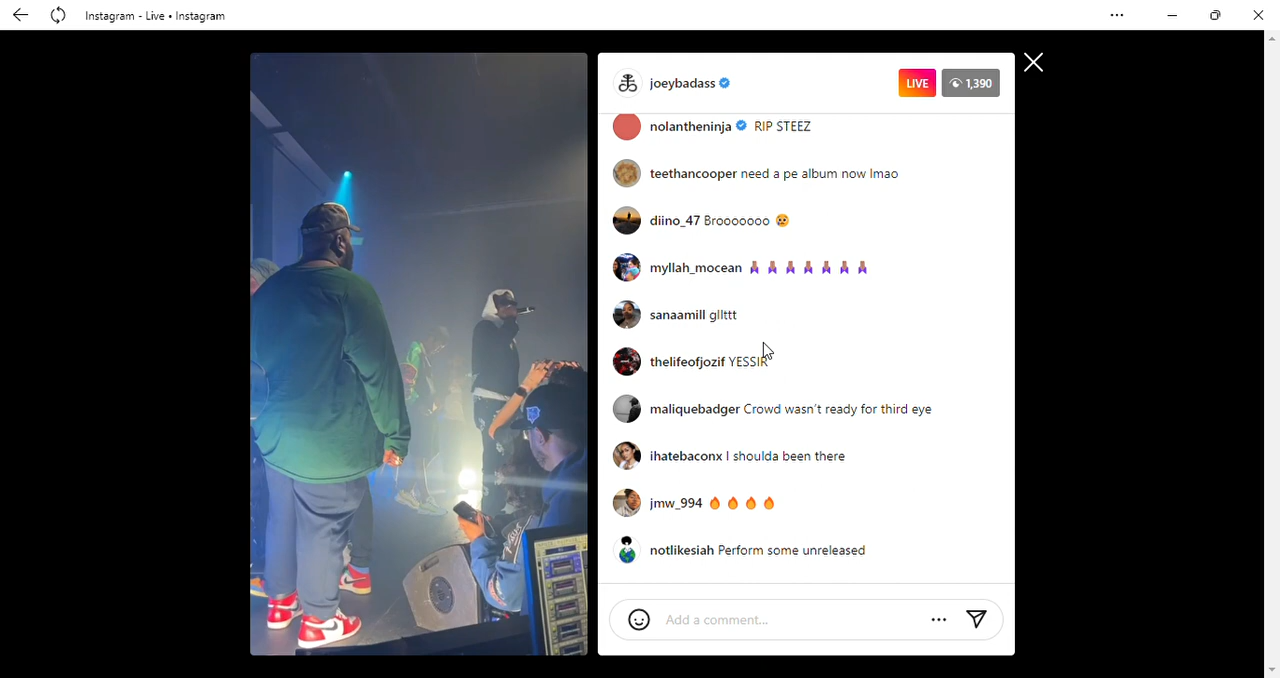 Instagram - Live • Instagram
joeybadass LIVE 1,390
nolantheninja RIP STEEZ
teethancooper need a pe album now lmao
diino_47 Brooooooo 🥲
myllah_mocean 🙏🏽 🙏🏽 🙏🏽 🙏🏽 🙏🏽 🙏🏽 🙏🏽
sanaamill gllttt
thelifeofjozif YESSIR
maliquebadger Crowd wasn't ready for third eye
ihatebaconx I shoulda been there
jmw_994 🔥 🔥 🔥 🔥
notlikesiah Perform some unreleased
Add a comment...